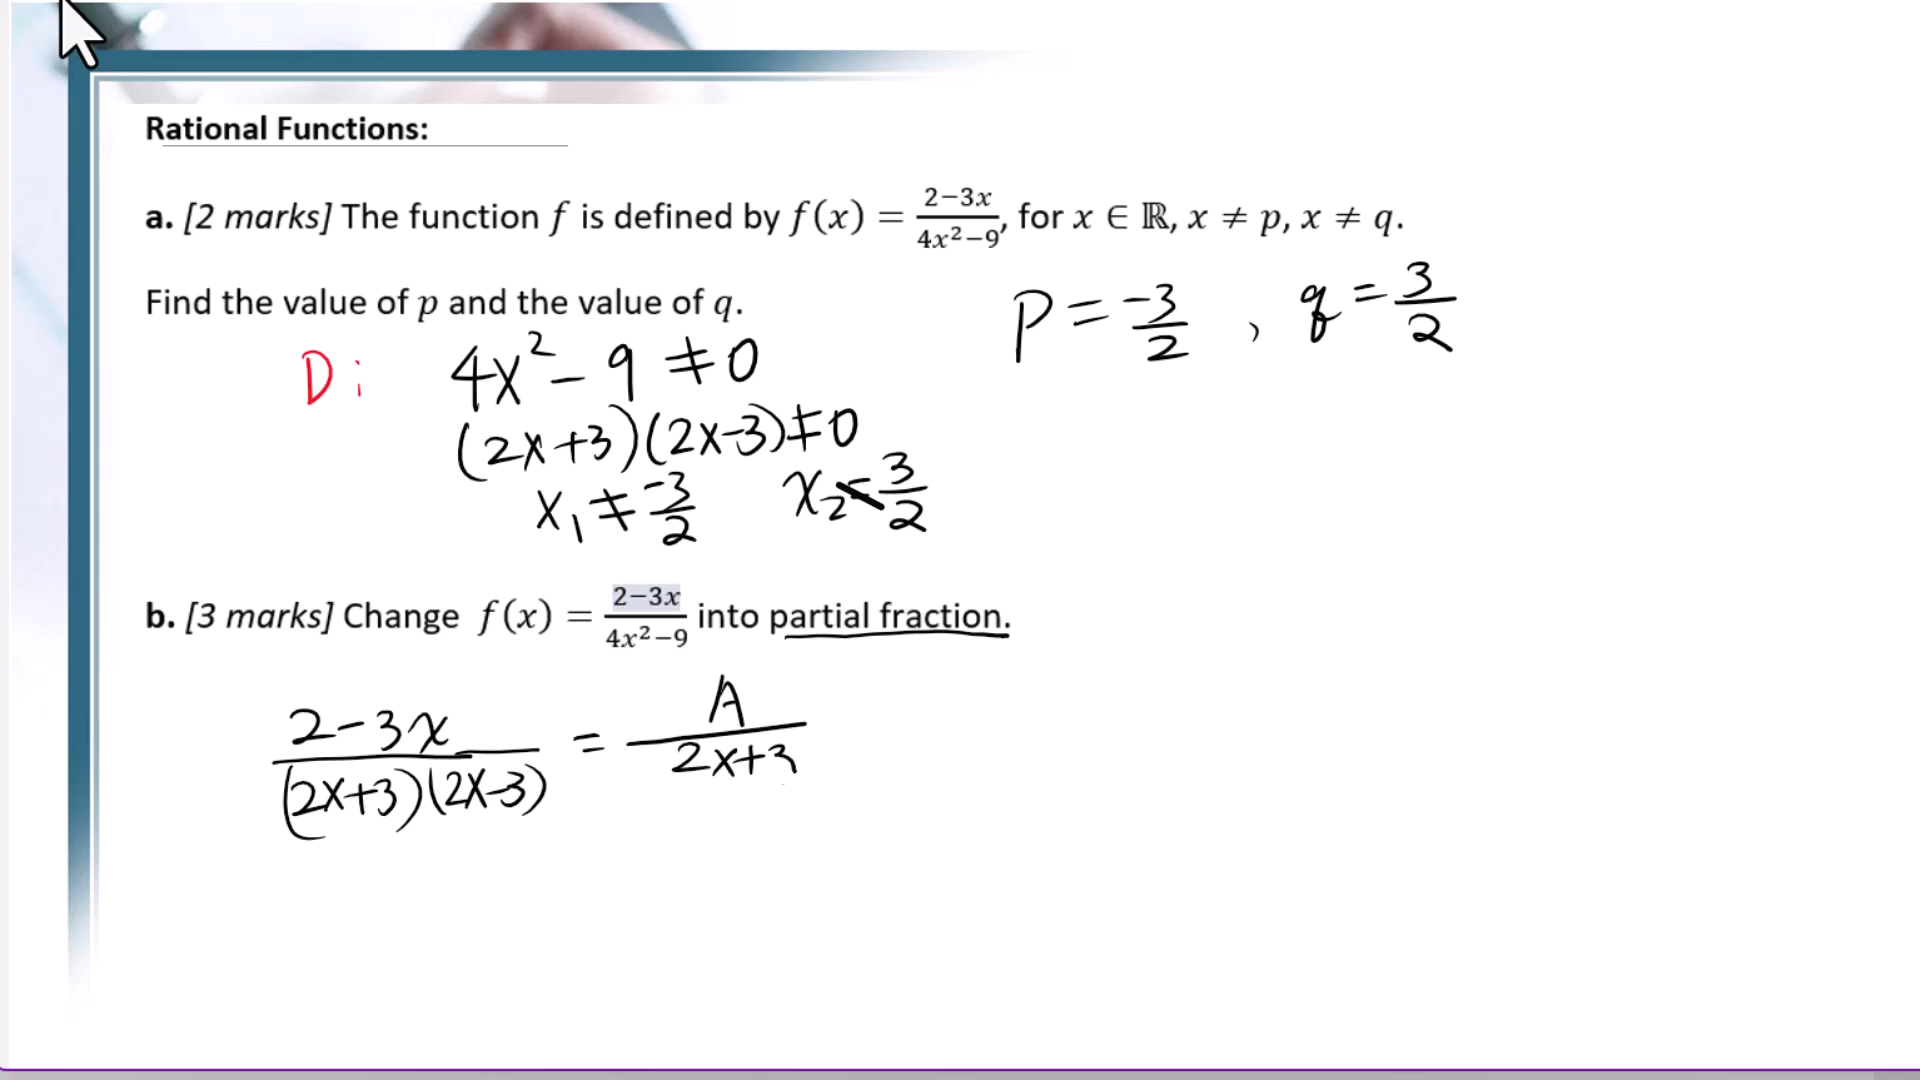 Rational Functions:
a. [2 marks] The function f is defined by f(x) = (2−3x)/(4x²−9), for x ∈ ℝ, x ≠ p, x ≠ q.
Find the value of p and the value of q.
P = -3/2 , q = 3/2
D: 4x² - 9 ≠ 0
(2x+3)(2x-3) ≠ 0
x₁ ≠ -3/2 x₂ ≠ 3/2
b. [3 marks] Change f(x) = (2−3x)/(4x²−9) into partial fraction.
(2-3x)/((2x+3)(2x-3)) = A/(2x+3)